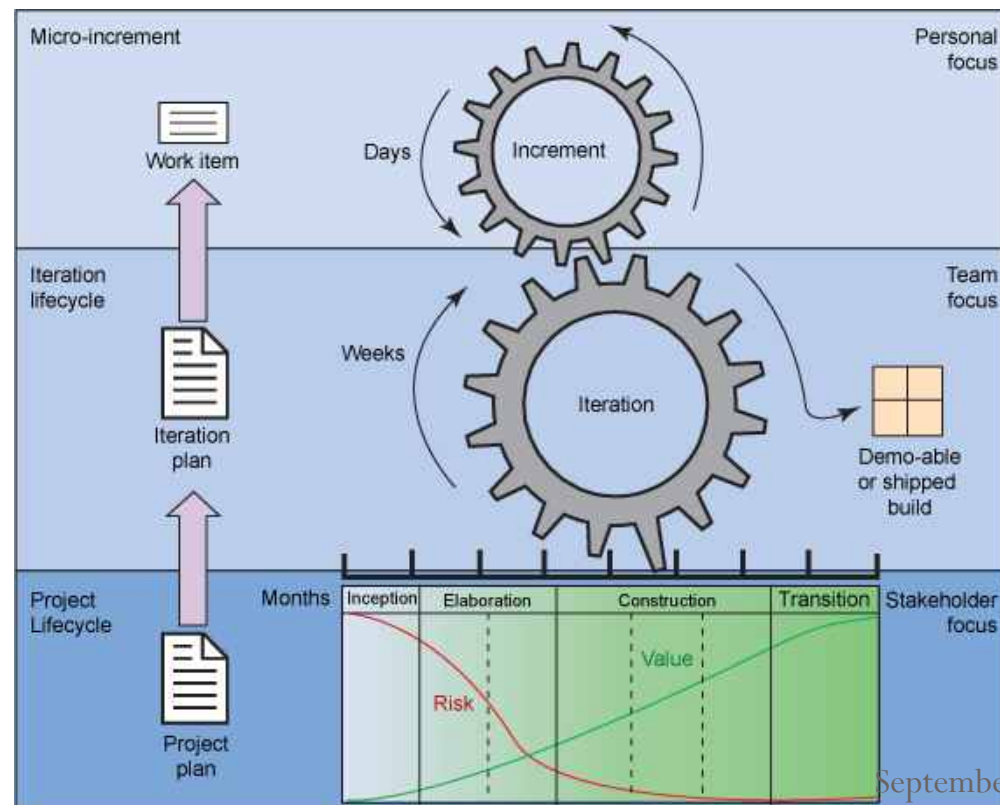 Micro-increment
Personal
focus
Work item
Days
Increment
Iteration
lifecycle
Team
focus
Weeks
Iteration
Iteration
plan
Demo-able
or shipped
build
Project
Lifecycle
Months
Inception
Elaboration
Construction
Transition
Stakeholder
focus
Value
Risk
Project
plan